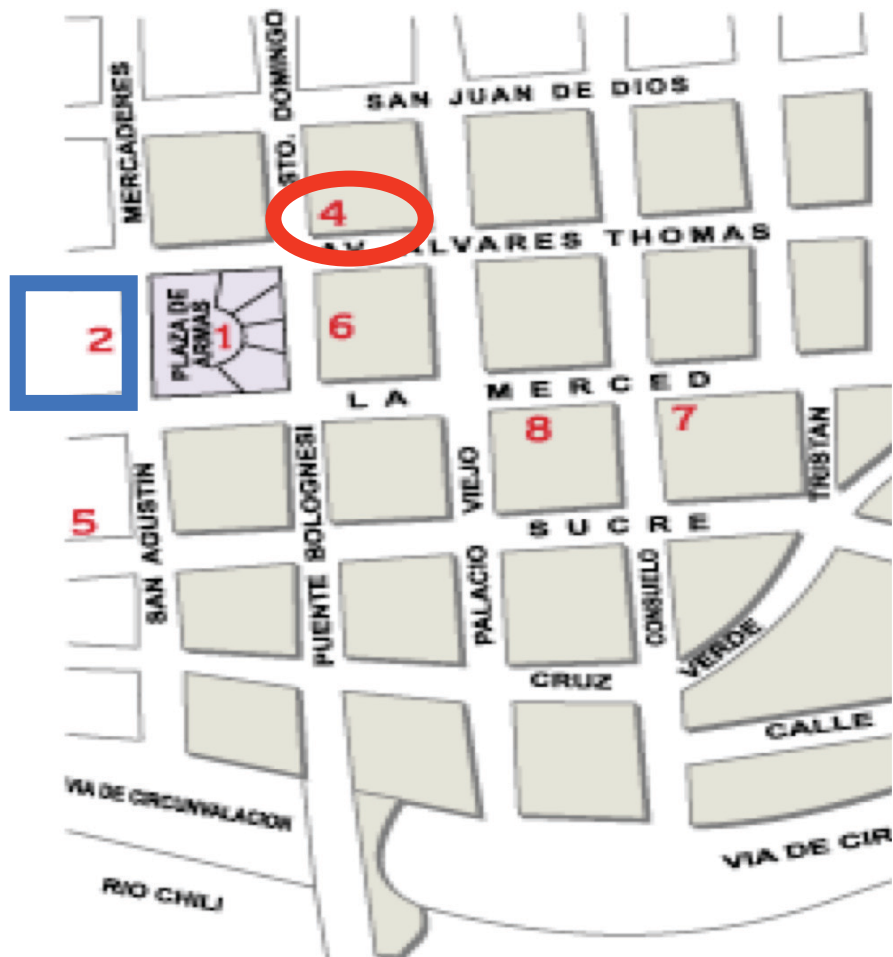 MERCADERES
STO. DOMINGO
SAN JUAN DE DIOS
4
AV. ALVARES THOMAS
2
PLAZA DE
ARMAS
1
6
LA MERCED
8
7
5
SAN AGUSTIN
PUENTE BOLOGNESI
PALACIO VIEJO
CONSUELO
TRISTAN
SUCRE
VERDE
CRUZ
CALLE
VIA DE CIRCUNVALACION
VIA DE CIR
RIO CHILI